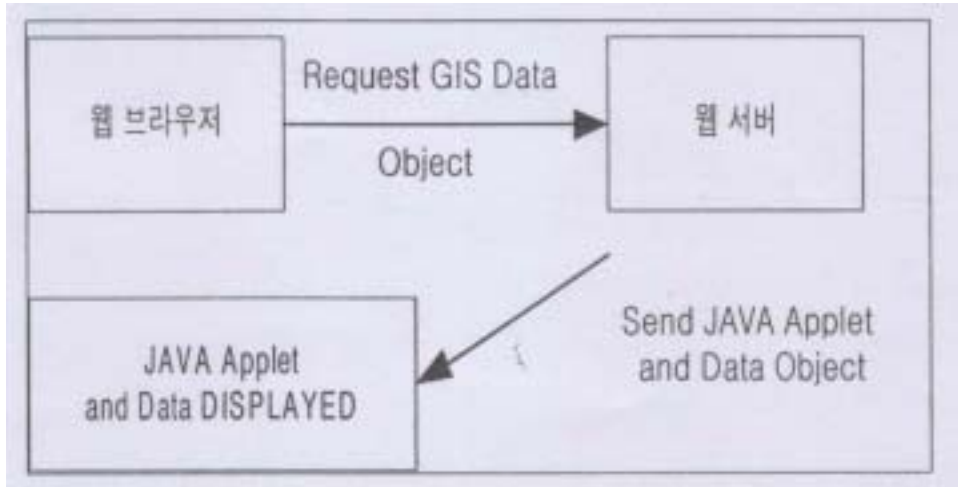 웹 브라우저
Request GIS Data
Object
웹 서버
Send JAVA Applet
and Data Object
JAVA Applet
and Data DISPLAYED